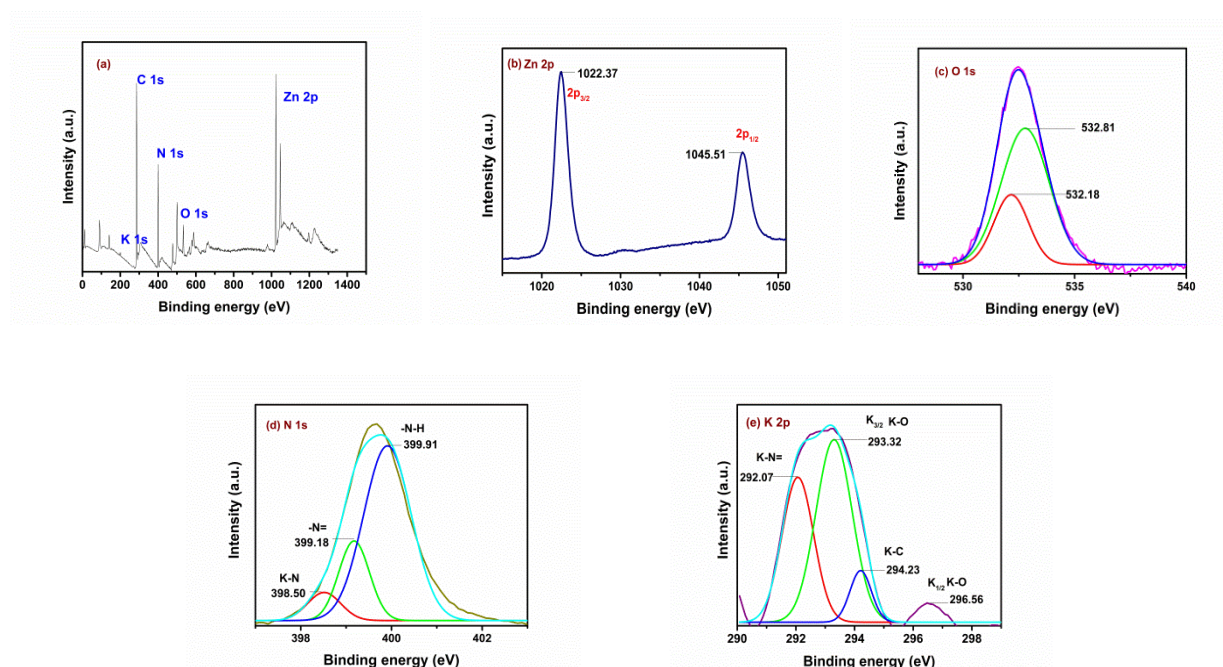 (a)
C 1s
Zn 2p
N 1s
O 1s
K 1s
Intensity (a.u.)
0 200 400 600 800 1000 1200 1400
Binding energy (eV)
(b) Zn 2p
1022.37
2p3/2
2p1/2
1045.51
Intensity (a.u.)
1020 1030 1040 1050
Binding energy (eV)
(c) O 1s
532.81
532.18
Intensity (a.u.)
530 535 540
Binding energy (eV)
(d) N 1s
-N-H
399.91
-N=
399.18
K-N
398.50
Intensity (a.u.)
398 400 402
Binding energy (eV)
(e) K 2p
K3/2 K-O
293.32
K-N=
292.07
K-C
294.23
K1/2 K-O
296.56
Intensity (a.u.)
290 292 294 296 298
Binding energy (eV)